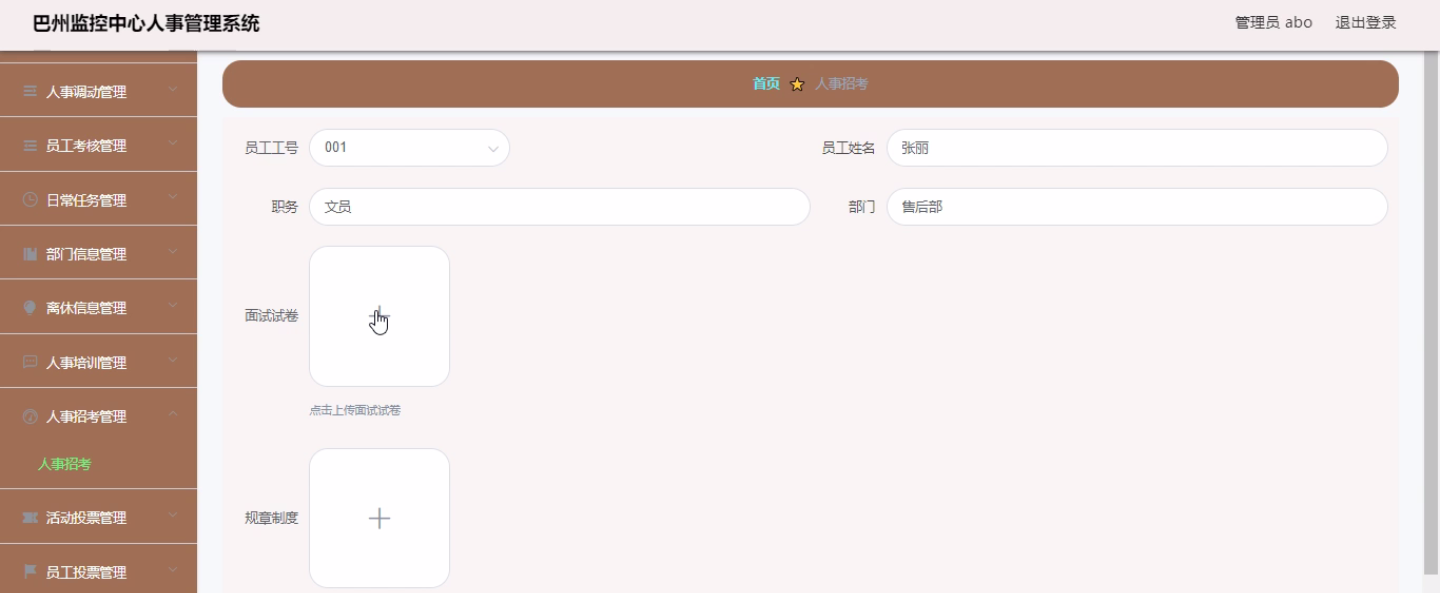 巴州监控中心人事管理系统
管理员 abo 退出登录
人事调动管理
员工考核管理
日常任务管理
部门信息管理
离休信息管理
人事培训管理
人事招考管理
人事招考
活动投票管理
员工投票管理
首页 人事招考
员工工号 001 员工姓名 张丽
职务 文员 部门 售后部
面试试卷
点击上传面试试卷
规章制度